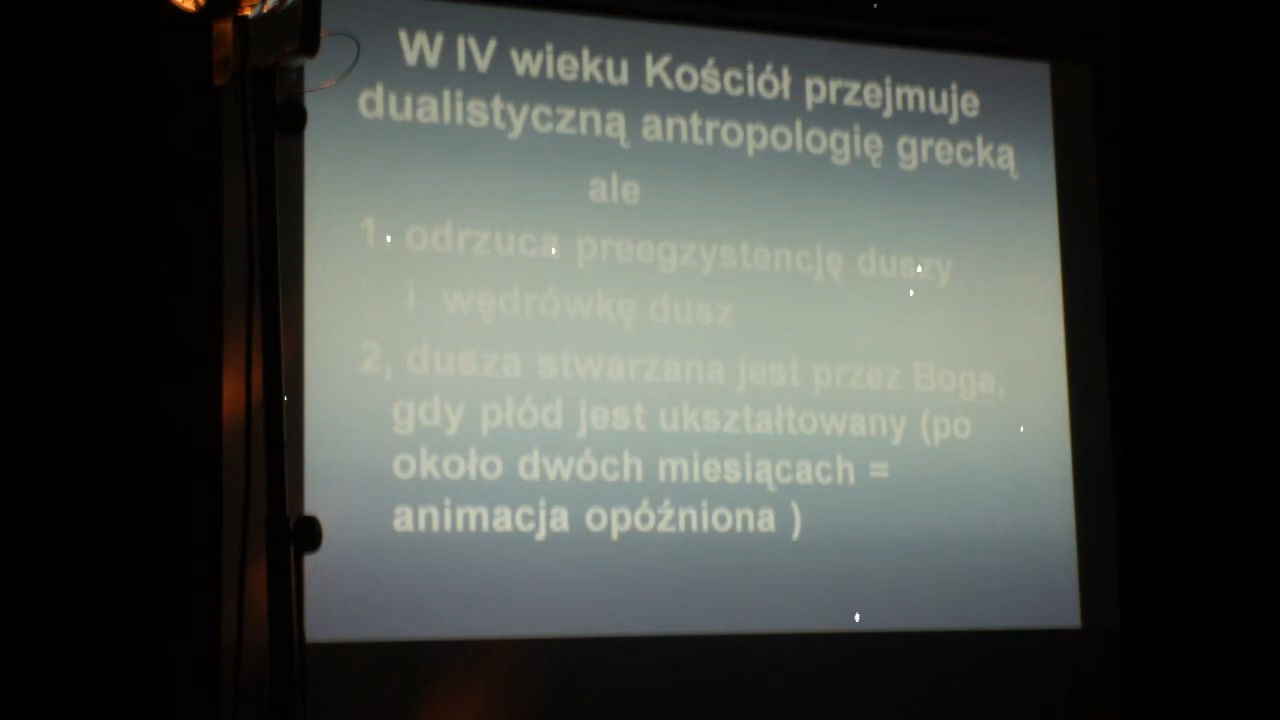 W IV wieku Kościół przejmuje
dualistyczną antropologię grecką
ale
1, odrzuca preegzystencję duszy
i wędrówkę dusz
2, dusza stwarzana jest przez Boga,
gdy płód jest ukształtowany (po
około dwóch miesiącach =
animacja opóźniona )